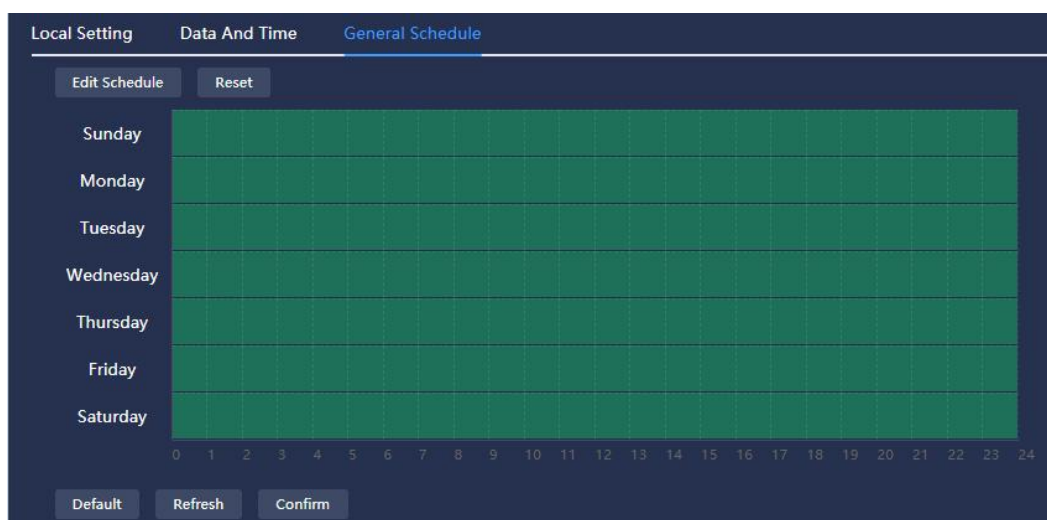 Local Setting Data And Time General Schedule
Edit Schedule Reset
Sunday
Monday
Tuesday
Wednesday
Thursday
Friday
Saturday
0 1 2 3 4 5 6 7 8 9 10 11 12 13 14 15 16 17 18 19 20 21 22 23 24
Default Refresh Confirm